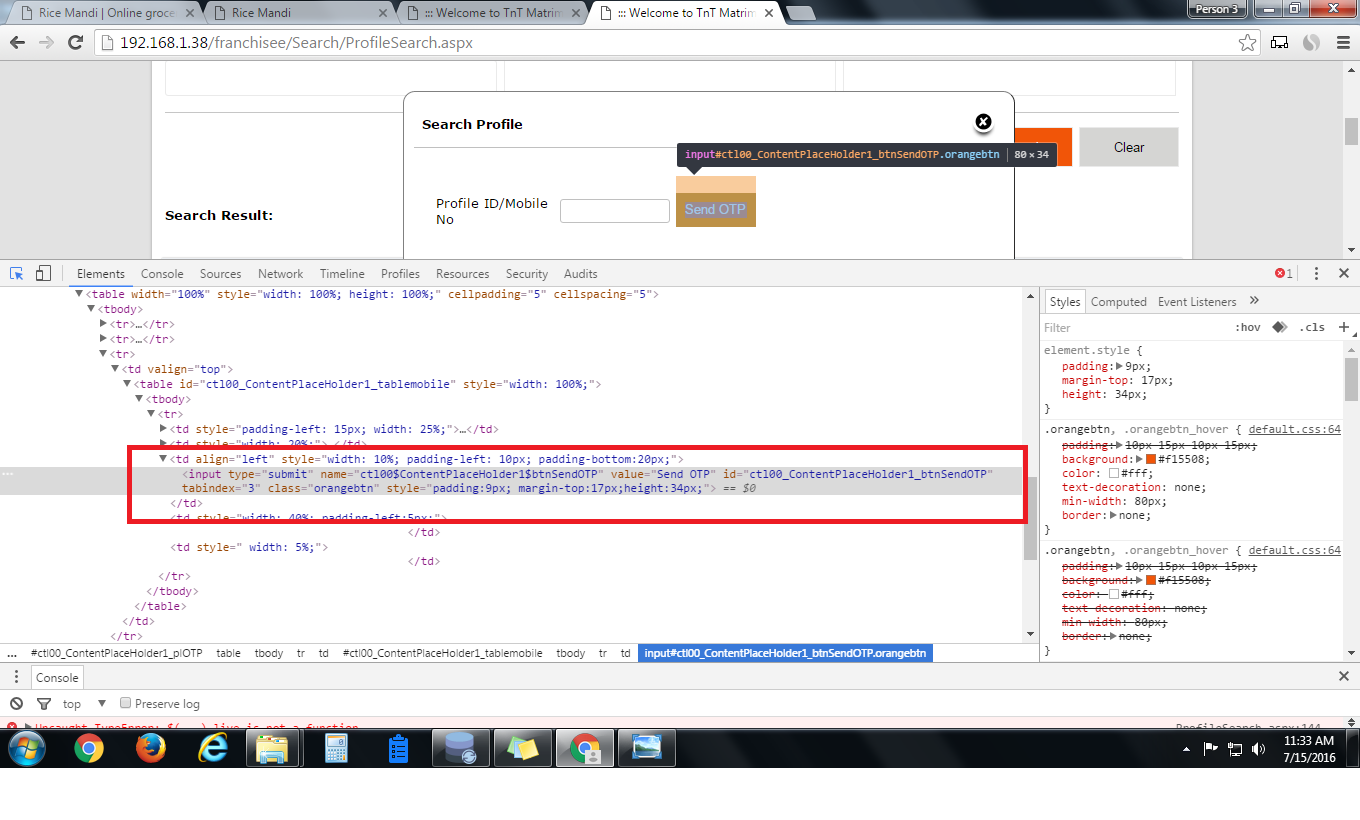 Rice Mandi | Online groce
Rice Mandi
::: Welcome to TnT Matrim
::: Welcome to TnT Matrim
Person 3
192.168.1.38/franchisee/Search/ProfileSearch.aspx
Search Profile
input#ctl00_ContentPlaceHolder1_btnSendOTP.orangebtn | 80 × 34
Clear
Profile ID/Mobile
No
Send OTP
Search Result:
Elements Console Sources Network Timeline Profiles Resources Security Audits
1
<table width="100%" style="width: 100%; height: 100%;" cellpadding="5" cellspacing="5">
<tbody>
<tr>…</tr>
<tr>…</tr>
<tr>
<td valign="top">
<table id="ctl00_ContentPlaceHolder1_tablemobile" style="width: 100%;">
<tbody>
<tr>
<td style="padding-left: 15px; width: 25%;">…</td>
<td style="width: 20%;"> </td>
<td align="left" style="width: 10%; padding-left: 10px; padding-bottom:20px;">
<input type="submit" name="ctl00$ContentPlaceHolder1$btnSendOTP" value="Send OTP" id="ctl00_ContentPlaceHolder1_btnSendOTP"
tabindex="3" class="orangebtn" style="padding:9px; margin-top:17px;height:34px;"> == $0
</td>
<td style="width: 40%; padding-left:5px;">
</td>
<td style=" width: 5%;">
</td>
</tr>
</tbody>
</table>
</td>
</tr>
Styles Computed Event Listeners »
Filter :hov .cls +
element.style {
padding: 9px;
margin-top: 17px;
height: 34px;
}
.orangebtn, .orangebtn_hover { default.css:64
padding: 10px 15px 10px 15px;
background: #f15508;
color: #fff;
text-decoration: none;
min-width: 80px;
border: none;
}
.orangebtn, .orangebtn_hover { default.css:64
padding: 10px 15px 10px 15px;
background: #f15508;
color: #fff;
text-decoration: none;
min-width: 80px;
border: none;
}
... #ctl00_ContentPlaceHolder1_plOTP table tbody tr td #ctl00_ContentPlaceHolder1_tablemobile tbody tr td input#ctl00_ContentPlaceHolder1_btnSendOTP.orangebtn
Console
top Preserve log
Uncaught TypeError: $(...).live is not a function ProfileSearch.aspx:144
11:33 AM
7/15/2016